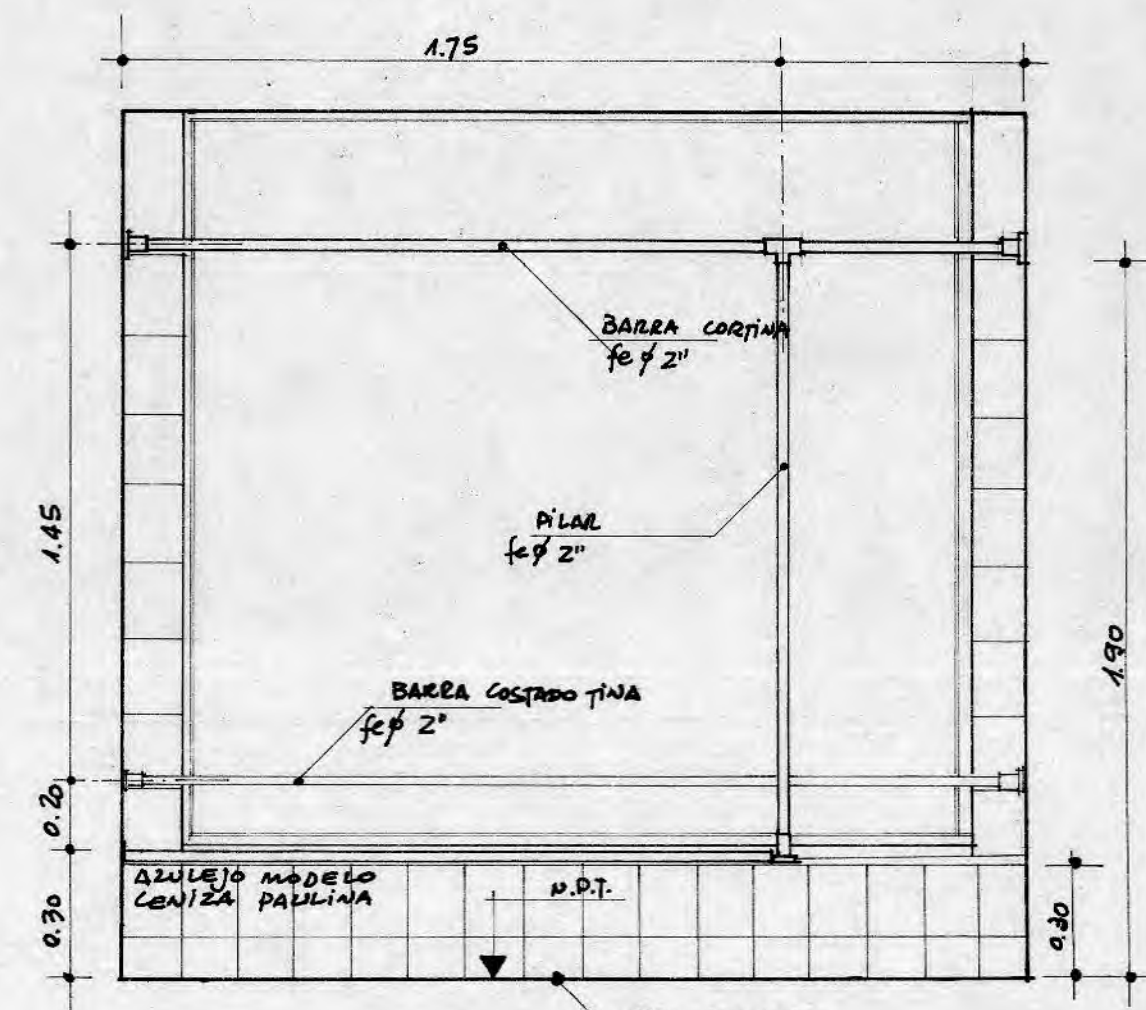 1.75
BARRA CORTINA
fe ø 2"
PILAR
fe ø 2"
1.45
1.90
BARRA COSTADO TINA
fe ø 2"
0.20
AZULEJO MODELO
CENIZA PAULINA
N.P.T.
0.30
0.30